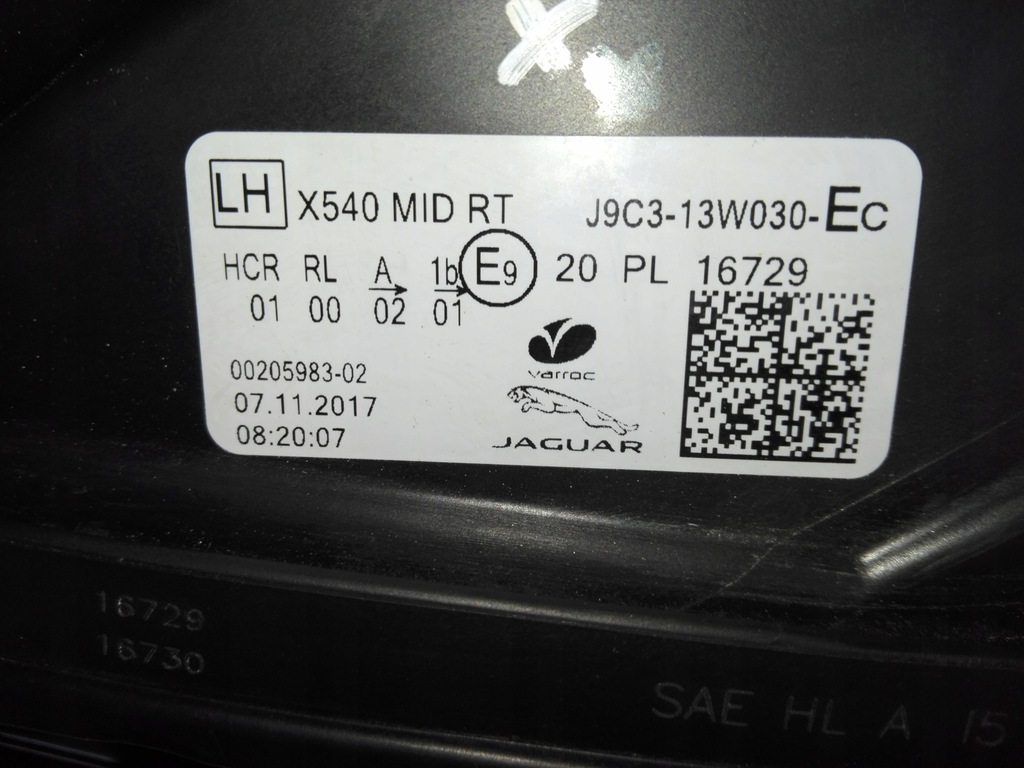 LH X540 MID RT J9C3-13W030-EC
HCR RL A 1b E9 20 PL 16729
01 00 02 01
varroc
00205983-02
07.11.2017
08:20:07
JAGUAR
16729
16730
SAE HL A 15